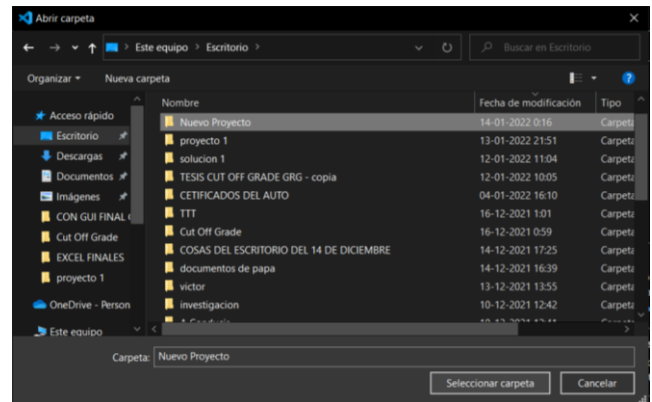 Abrir carpeta
Este equipo > Escritorio >
Buscar en Escritorio
Organizar Nueva carpeta
Nombre Fecha de modificación Tipo
Acceso rápido
Escritorio
Descargas
Documentos
Imágenes
CON GUI FINAL
Cut Off Grade
EXCEL FINALES
proyecto 1
OneDrive - Person
Este equipo
Nuevo Proyecto 14-01-2022 0:16 Carpeta
proyecto 1 13-01-2022 21:51 Carpeta
solucion 1 12-01-2022 11:04 Carpeta
TESIS CUT OFF GRADE GRG - copia 12-01-2022 10:05 Carpeta
CETIFICADOS DEL AUTO 04-01-2022 16:10 Carpeta
TTT 16-12-2021 1:01 Carpeta
Cut Off Grade 16-12-2021 0:59 Carpeta
COSAS DEL ESCRITORIO DEL 14 DE DICIEMBRE 14-12-2021 17:25 Carpeta
documentos de papa 14-12-2021 16:39 Carpeta
victor 13-12-2021 13:55 Carpeta
investigacion 10-12-2021 12:42 Carpeta
Carpeta: Nuevo Proyecto
Seleccionar carpeta Cancelar